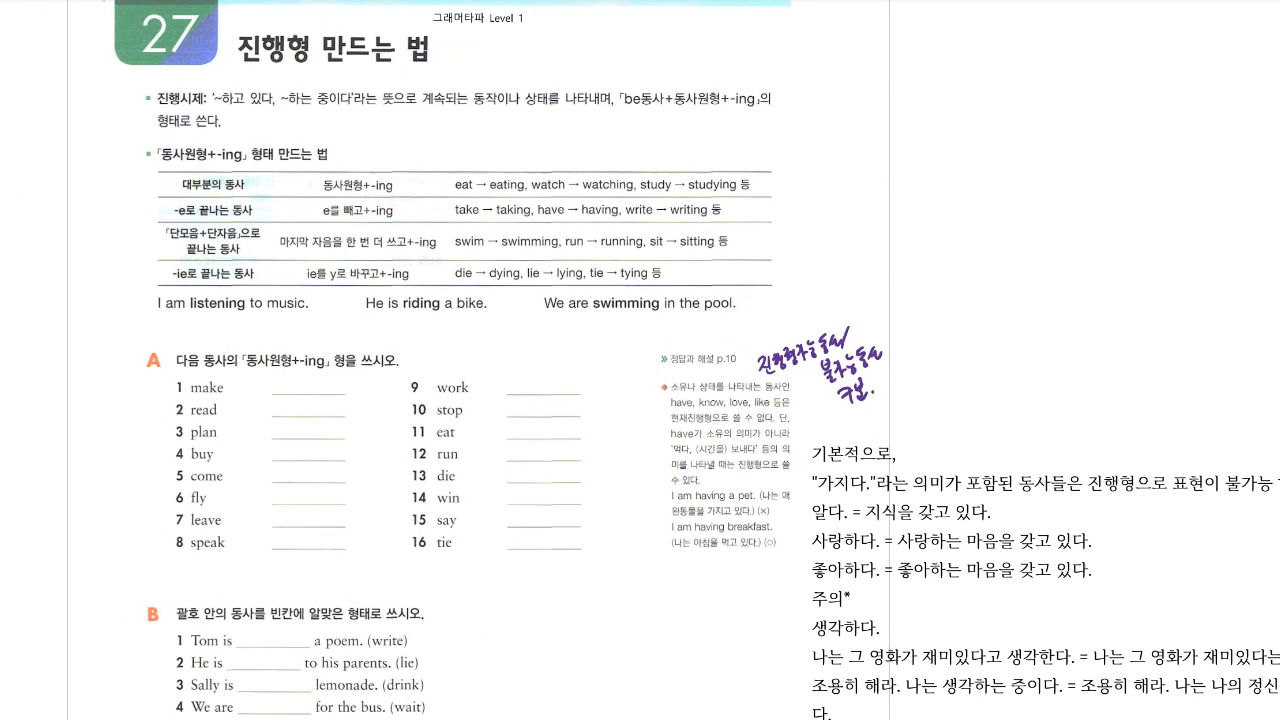 그래머타파 Level 1
27 진행형 만드는 법
진행시제: '~하고 있다, ~하는 중이다'라는 뜻으로 계속되는 동작이나 상태를 나타내며, 「be동사+동사원형+-ing」의
형태로 쓴다.
「동사원형+-ing」 형태 만드는 법
대부분의 동사 동사원형+-ing eat → eating, watch → watching, study → studying 등
-e로 끝나는 동사 e를 빼고+-ing take → taking, have → having, write → writing 등
「단모음+단자음」으로
끝나는 동사 마지막 자음을 한 번 더 쓰고+-ing swim → swimming, run → running, sit → sitting 등
-ie로 끝나는 동사 ie를 y로 바꾸고+-ing die → dying, lie → lying, tie → tying 등
I am listening to music. He is riding a bike. We are swimming in the pool.
A 다음 동사의 「동사원형+-ing」 형을 쓰시오.
1 make
2 read
3 plan
4 buy
5 come
6 fly
7 leave
8 speak
9 work
10 stop
11 eat
12 run
13 die
14 win
15 say
16 tie
» 정답과 해설 p.10
소유나 상태를 나타내는 동사인
have, know, love, like 등은
현재진행형으로 쓸 수 없다. 단,
have가 소유의 의미가 아니라
'먹다, (시간을) 보내다' 등의 의
미를 나타낼 때는 진행형으로 쓸
수 있다.
I am having a pet. (나는 애
완동물을 가지고 있다.) (×)
I am having breakfast.
(나는 아침을 먹고 있다.) (○)
진행형가능동사/
불가능동사
구분.
기본적으로,
"가지다."라는 의미가 포함된 동사들은 진행형으로 표현이 불가능
알다. = 지식을 갖고 있다.
사랑하다. = 사랑하는 마음을 갖고 있다.
좋아하다. = 좋아하는 마음을 갖고 있다.
주의*
생각하다.
나는 그 영화가 재미있다고 생각한다. = 나는 그 영화가 재미있다는
조용히 해라. 나는 생각하는 중이다. = 조용히 해라. 나는 나의 정신
다.
B 괄호 안의 동사를 빈칸에 알맞은 형태로 쓰시오.
1 Tom is __________ a poem. (write)
2 He is __________ to his parents. (lie)
3 Sally is __________ lemonade. (drink)
4 We are __________ for the bus. (wait)